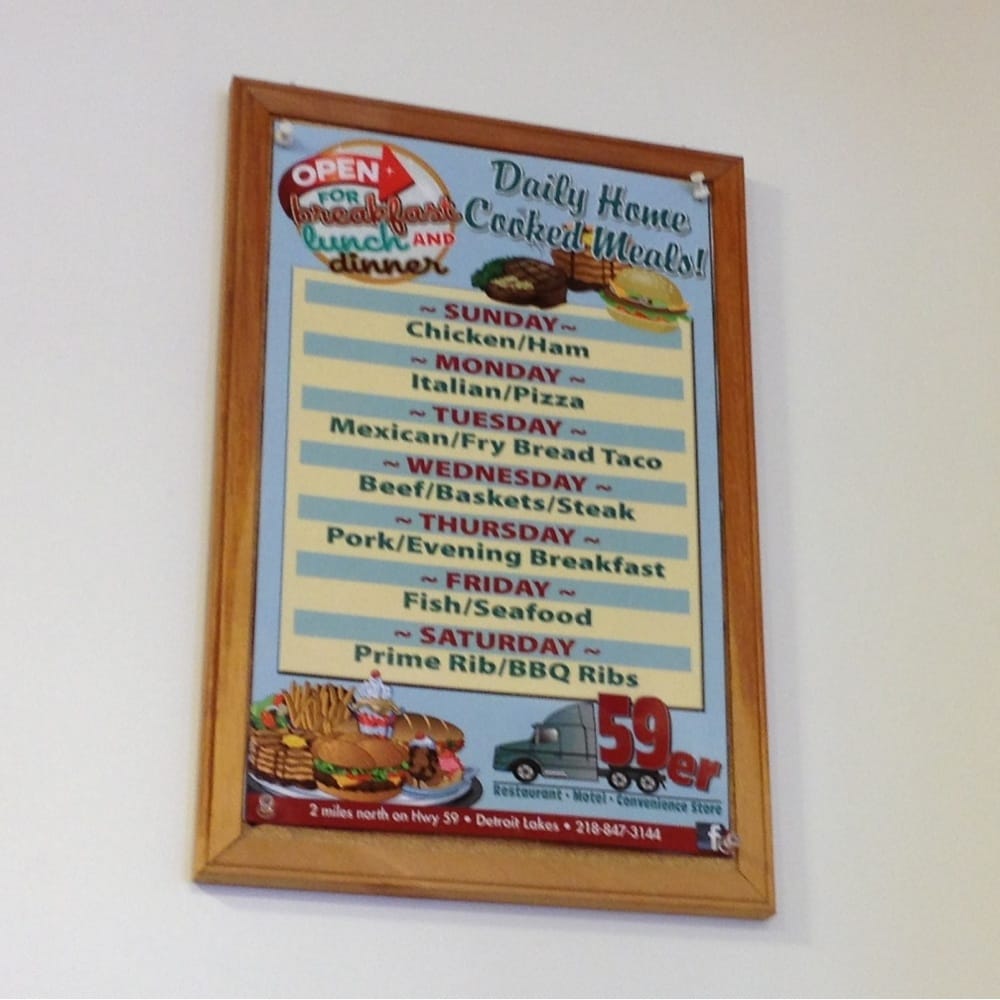 OPEN
FOR
breakfast
lunch AND
dinner
Daily Home
Cooked Meals!
~ SUNDAY ~
Chicken/Ham
~ MONDAY ~
Italian/Pizza
~ TUESDAY ~
Mexican/Fry Bread Taco
~ WEDNESDAY ~
Beef/Baskets/Steak
~ THURSDAY ~
Pork/Evening Breakfast
~ FRIDAY ~
Fish/Seafood
~ SATURDAY ~
Prime Rib/BBQ Ribs
59er
Restaurant • Motel • Convenience Store
2 miles north on Hwy 59 • Detroit Lakes • 218-847-3144
f